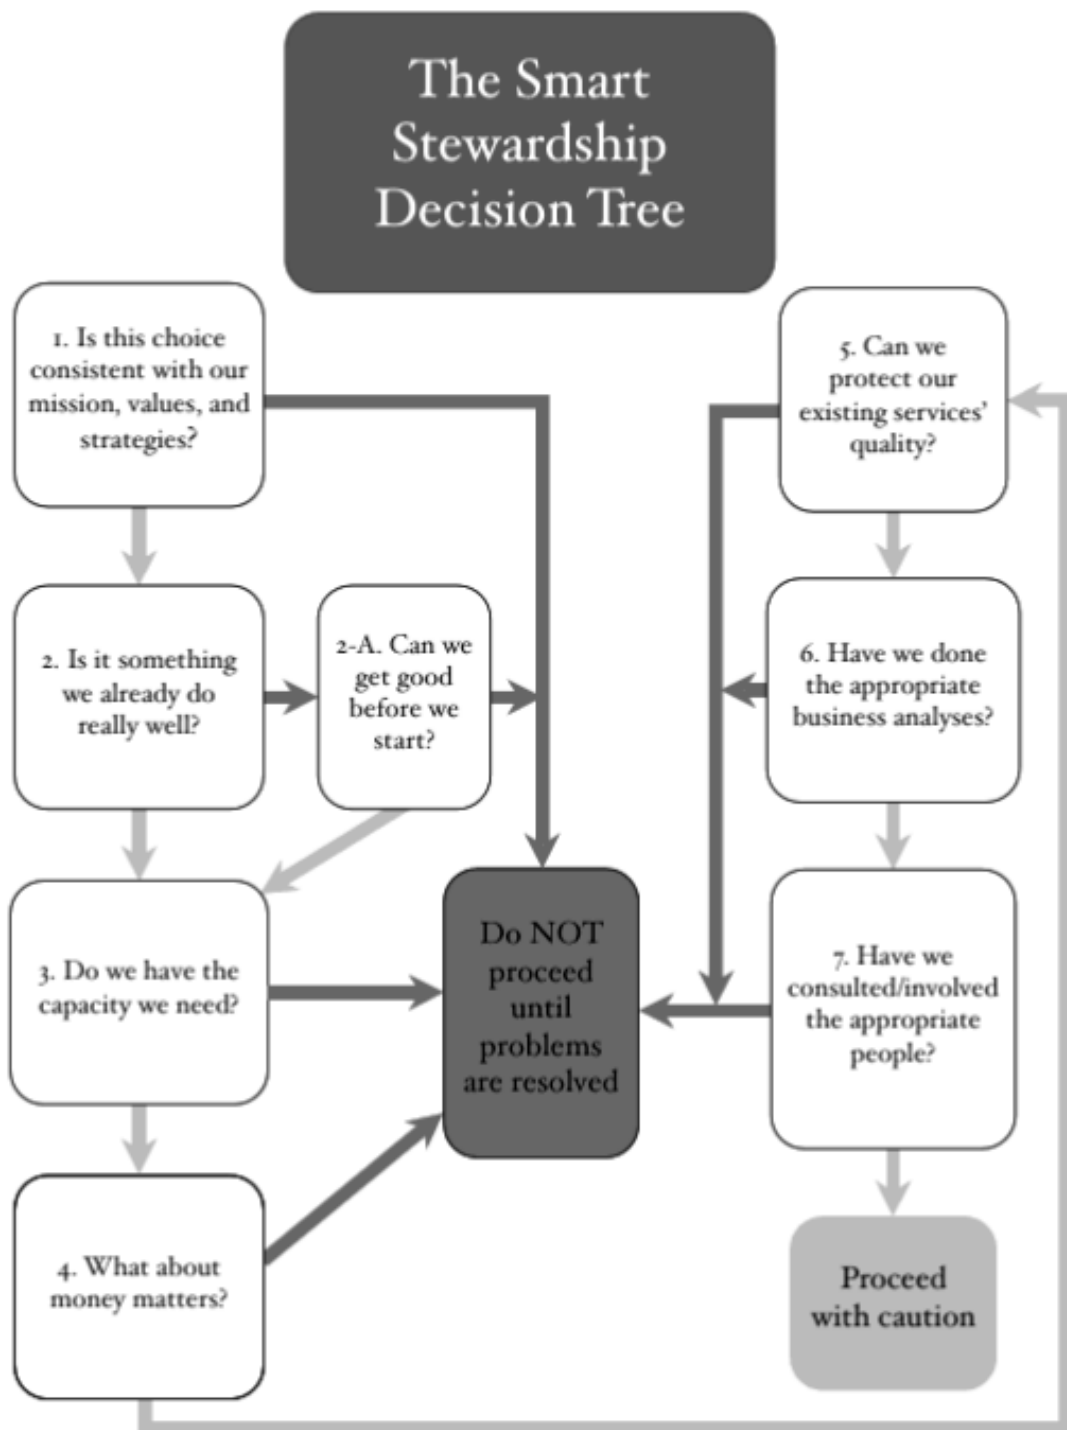 The Smart
Stewardship
Decision Tree
1. Is this choice
consistent with our
mission, values, and
strategies?
2. Is it something
we already do
really well?
2-A. Can we
get good
before we
start?
3. Do we have the
capacity we need?
4. What about
money matters?
Do NOT
proceed
until
problems
are resolved
5. Can we
protect our
existing services'
quality?
6. Have we done
the appropriate
business analyses?
7. Have we
consulted/involved
the appropriate
people?
Proceed
with caution